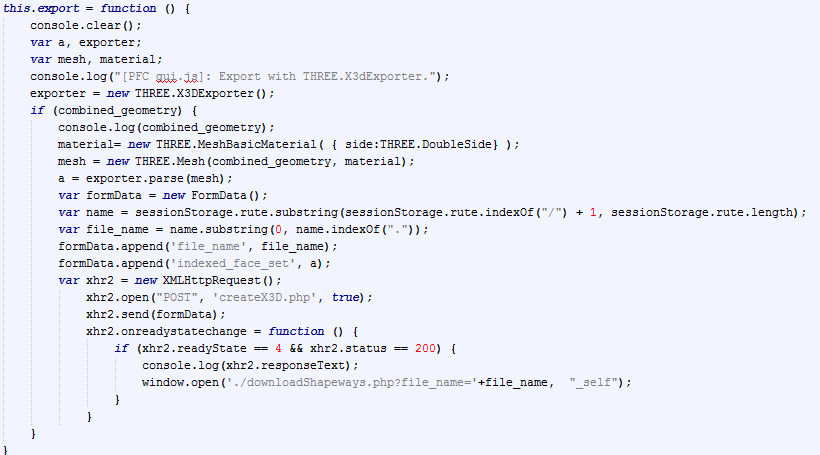 this.export = function () {
console.clear();
var a, exporter;
var mesh, material;
console.log("[PFC gui.js]: Export with THREE.X3dExporter.");
exporter = new THREE.X3DExporter();
if (combined_geometry) {
console.log(combined_geometry);
material= new THREE.MeshBasicMaterial( { side:THREE.DoubleSide} );
mesh = new THREE.Mesh(combined_geometry, material);
a = exporter.parse(mesh);
var formData = new FormData();
var name = sessionStorage.rute.substring(sessionStorage.rute.indexOf("/") + 1, sessionStorage.rute.length);
var file_name = name.substring(0, name.indexOf("."));
formData.append('file_name', file_name);
formData.append('indexed_face_set', a);
var xhr2 = new XMLHttpRequest();
xhr2.open("POST", 'createX3D.php', true);
xhr2.send(formData);
xhr2.onreadystatechange = function () {
if (xhr2.readyState == 4 && xhr2.status == 200) {
console.log(xhr2.responseText);
window.open('./downloadShapeways.php?file_name='+file_name, "_self");
}
}
}
}